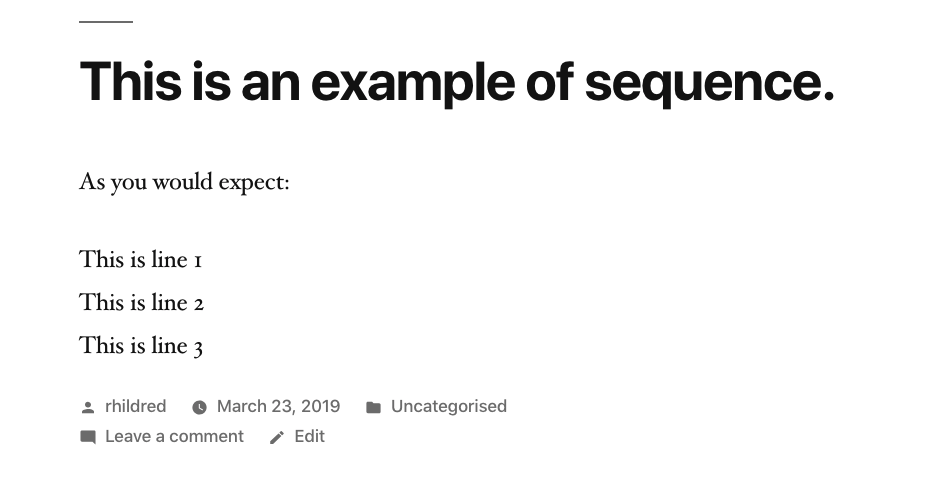 This is an example of sequence.
As you would expect:
This is line 1
This is line 2
This is line 3
rhildred March 23, 2019 Uncategorised
Leave a comment Edit